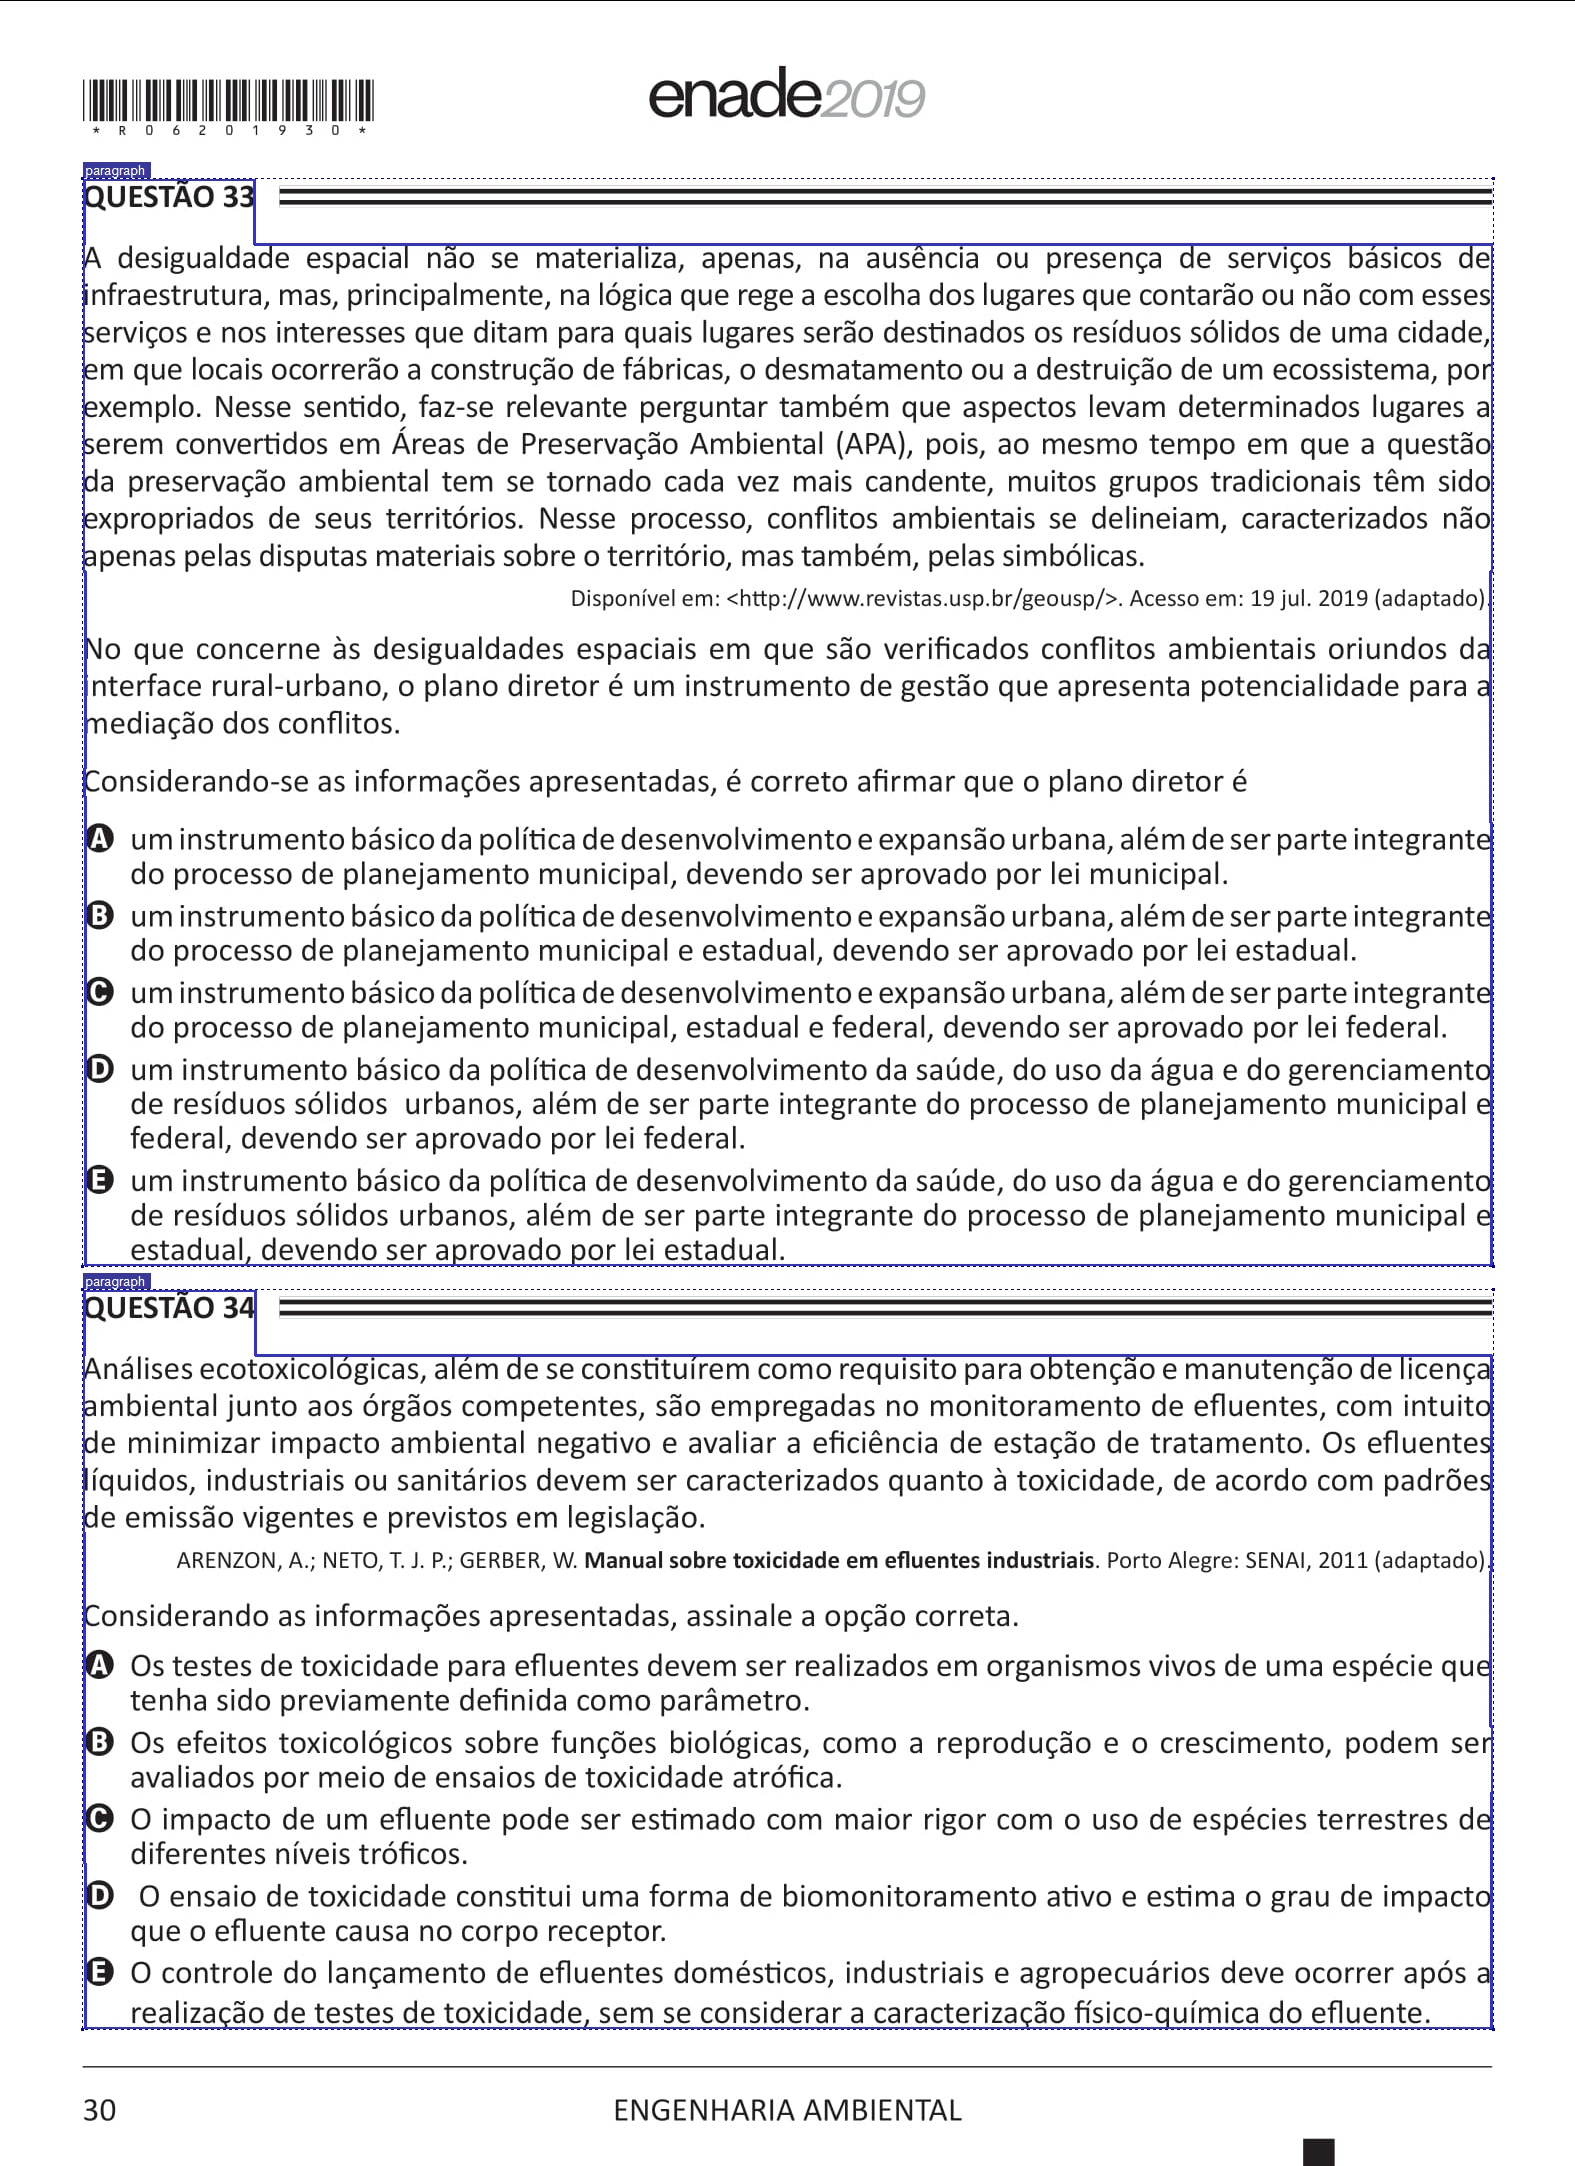 *R06201930*
enade2019
paragraph
QUESTÃO 33
A desigualdade espacial não se materializa, apenas, na ausência ou presença de serviços básicos de
infraestrutura, mas, principalmente, na lógica que rege a escolha dos lugares que contarão ou não com esses
serviços e nos interesses que ditam para quais lugares serão destinados os resíduos sólidos de uma cidade,
em que locais ocorrerão a construção de fábricas, o desmatamento ou a destruição de um ecossistema, por
exemplo. Nesse sentido, faz-se relevante perguntar também que aspectos levam determinados lugares a
serem convertidos em Áreas de Preservação Ambiental (APA), pois, ao mesmo tempo em que a questão
da preservação ambiental tem se tornado cada vez mais candente, muitos grupos tradicionais têm sido
expropriados de seus territórios. Nesse processo, conflitos ambientais se delineiam, caracterizados não
apenas pelas disputas materiais sobre o território, mas também, pelas simbólicas.
Disponível em: <http://www.revistas.usp.br/geousp/>. Acesso em: 19 jul. 2019 (adaptado).
No que concerne às desigualdades espaciais em que são verificados conflitos ambientais oriundos da
interface rural-urbano, o plano diretor é um instrumento de gestão que apresenta potencialidade para a
mediação dos conflitos.
Considerando-se as informações apresentadas, é correto afirmar que o plano diretor é
A um instrumento básico da política de desenvolvimento e expansão urbana, além de ser parte integrante
do processo de planejamento municipal, devendo ser aprovado por lei municipal.
B um instrumento básico da política de desenvolvimento e expansão urbana, além de ser parte integrante
do processo de planejamento municipal e estadual, devendo ser aprovado por lei estadual.
C um instrumento básico da política de desenvolvimento e expansão urbana, além de ser parte integrante
do processo de planejamento municipal, estadual e federal, devendo ser aprovado por lei federal.
D um instrumento básico da política de desenvolvimento da saúde, do uso da água e do gerenciamento
de resíduos sólidos urbanos, além de ser parte integrante do processo de planejamento municipal e
federal, devendo ser aprovado por lei federal.
E um instrumento básico da política de desenvolvimento da saúde, do uso da água e do gerenciamento
de resíduos sólidos urbanos, além de ser parte integrante do processo de planejamento municipal e
estadual, devendo ser aprovado por lei estadual.
paragraph
QUESTÃO 34
Análises ecotoxicológicas, além de se constituírem como requisito para obtenção e manutenção de licença
ambiental junto aos órgãos competentes, são empregadas no monitoramento de efluentes, com intuito
de minimizar impacto ambiental negativo e avaliar a eficiência de estação de tratamento. Os efluentes
líquidos, industriais ou sanitários devem ser caracterizados quanto à toxicidade, de acordo com padrões
de emissão vigentes e previstos em legislação.
ARENZON, A.; NETO, T. J. P.; GERBER, W. Manual sobre toxicidade em efluentes industriais. Porto Alegre: SENAI, 2011 (adaptado).
Considerando as informações apresentadas, assinale a opção correta.
A Os testes de toxicidade para efluentes devem ser realizados em organismos vivos de uma espécie que
tenha sido previamente definida como parâmetro.
B Os efeitos toxicológicos sobre funções biológicas, como a reprodução e o crescimento, podem ser
avaliados por meio de ensaios de toxicidade atrófica.
C O impacto de um efluente pode ser estimado com maior rigor com o uso de espécies terrestres de
diferentes níveis tróficos.
D O ensaio de toxicidade constitui uma forma de biomonitoramento ativo e estima o grau de impacto
que o efluente causa no corpo receptor.
E O controle do lançamento de efluentes domésticos, industriais e agropecuários deve ocorrer após a
realização de testes de toxicidade, sem se considerar a caracterização físico-química do efluente.
30
ENGENHARIA AMBIENTAL